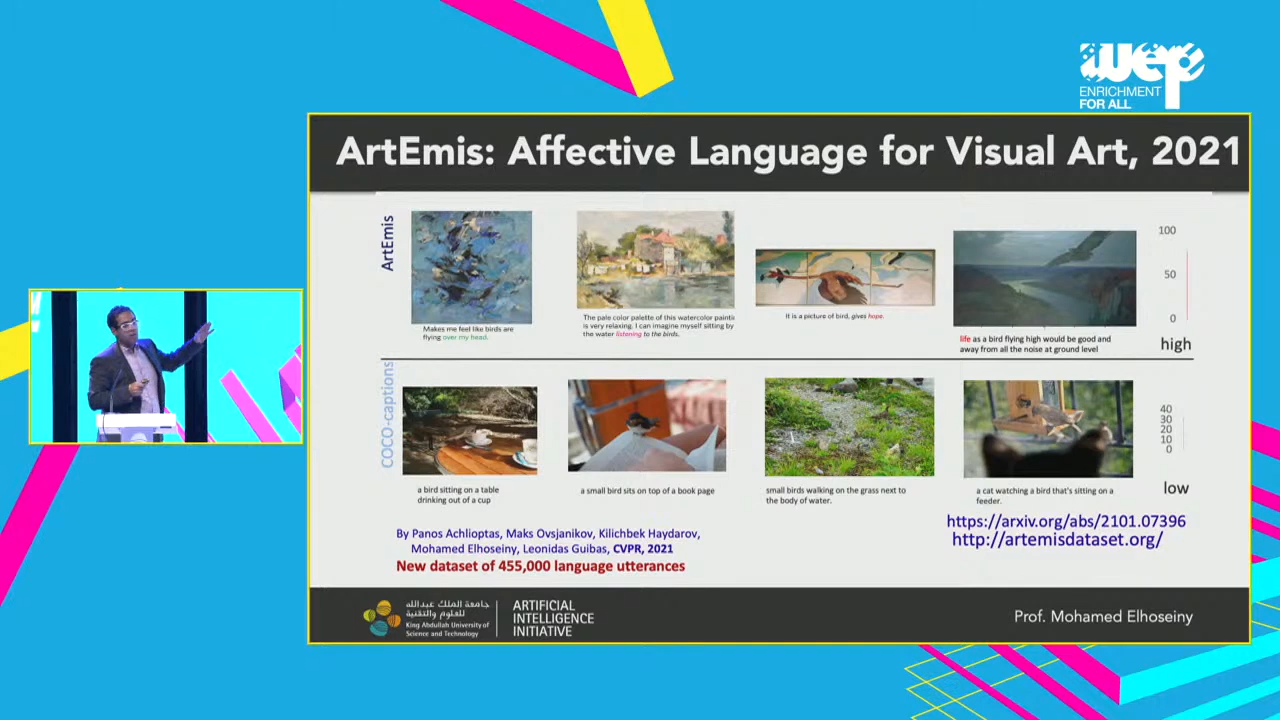 wep
ENRICHMENT
FOR ALL
ArtEmis: Affective Language for Visual Art, 2021
ArtEmis
Makes me feel like birds are
flying over my head.
The pale color palette of this watercolor paintin
is very relaxing. I can imagine myself sitting by
the water listening to the birds.
It is a picture of bird, gives hope.
life as a bird flying high would be good and
away from all the noise at ground level
100
50
0
high
COCO-captions
a bird sitting on a table
drinking out of a cup
a small bird sits on top of a book page
small birds walking on the grass next to
the body of water.
a cat watching a bird that's sitting on a
feeder.
40
30
20
10
0
low
By Panos Achlioptas, Maks Ovsjanikov, Kilichbek Haydarov,
Mohamed Elhoseiny, Leonidas Guibas, CVPR, 2021
New dataset of 455,000 language utterances
https://arxiv.org/abs/2101.07396
http://artemisdataset.org/
جامعة الملك عبدالله
للعلوم والتقنية
King Abdullah University of
Science and Technology
ARTIFICIAL
INTELLIGENCE
INITIATIVE
Prof. Mohamed Elhoseiny